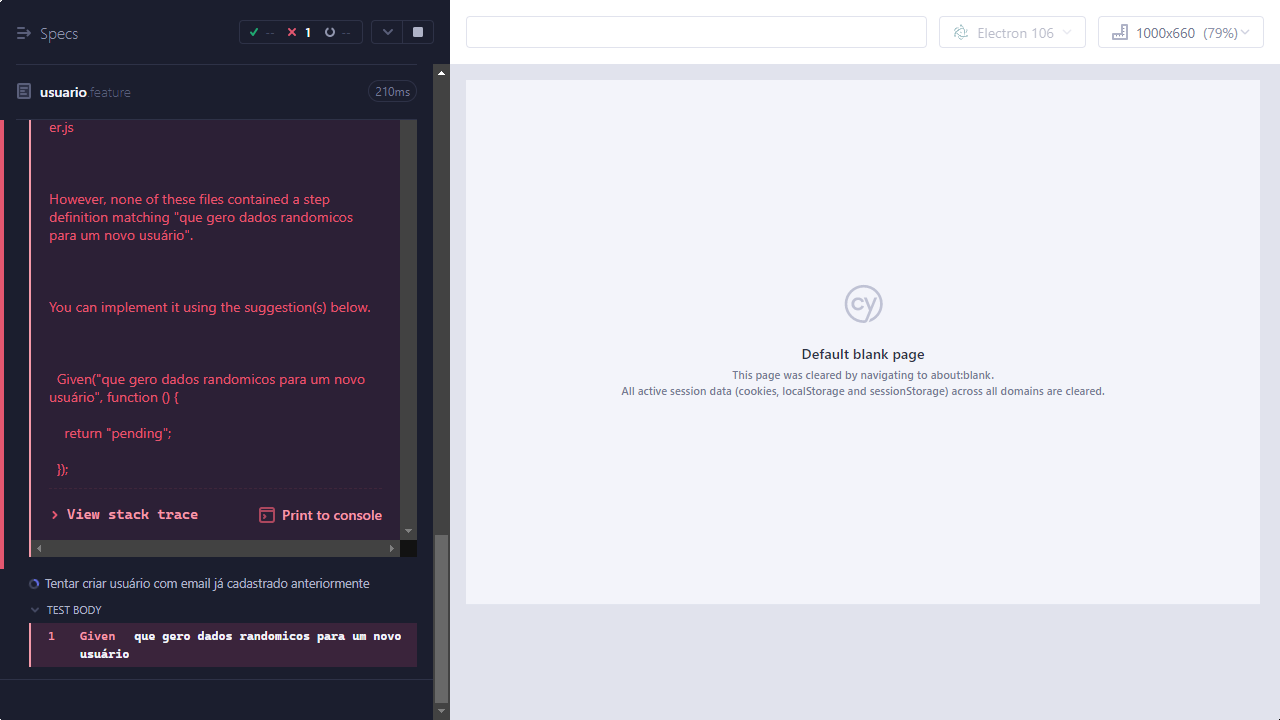 Specs
--
1
--
Electron 106
1000x660 (79%)
usuario.feature
210ms
er.js
However, none of these files contained a step
definition matching "que gero dados randomicos
para um novo usuário".
You can implement it using the suggestion(s) below.
Given("que gero dados randomicos para um novo
usuário", function () {
return "pending";
});
View stack trace
Print to console
Tentar criar usuário com email já cadastrado anteriormente
TEST BODY
1 Given que gero dados randomicos para um novo
usuário
cy
Default blank page
This page was cleared by navigating to about:blank.
All active session data (cookies, localStorage and sessionStorage) across all domains are cleared.